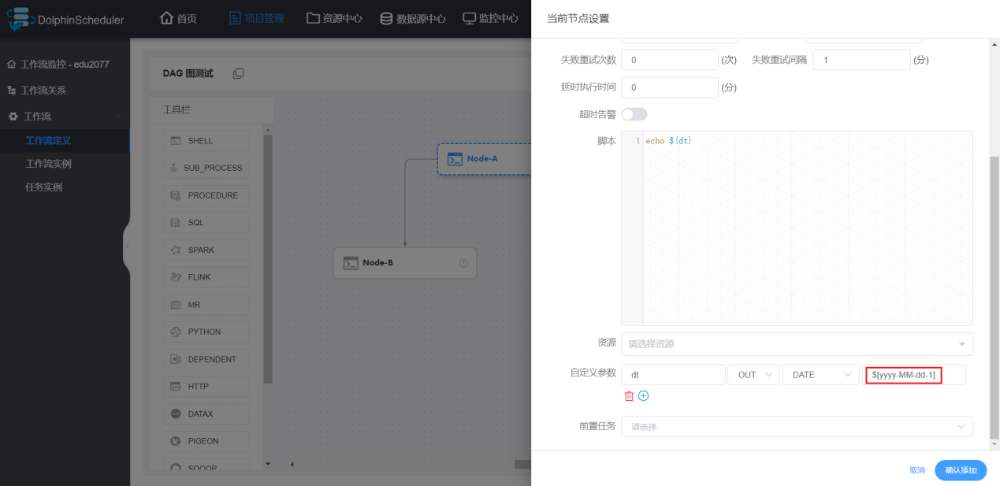 DolphinScheduler
首页
项目管理
资源中心
数据源中心
监控中心
工作流监控 - edu2077
工作流关系
工作流
工作流定义
工作流实例
任务实例
DAG 图测试
工具栏
SHELL
SUB_PROCESS
PROCEDURE
SQL
SPARK
FLINK
MR
PYTHON
DEPENDENT
HTTP
DATAX
PIGEON
SQOOP
Node-A
Node-B
当前节点设置
失败重试次数 0 (次) 失败重试间隔 1 (分)
延时执行时间 0 (分)
超时告警
脚本 1 echo ${dt}
资源 请选择资源
自定义参数 dt OUT DATE $[yyyy-MM-dd-1]
前置任务 请选择
取消 确认添加